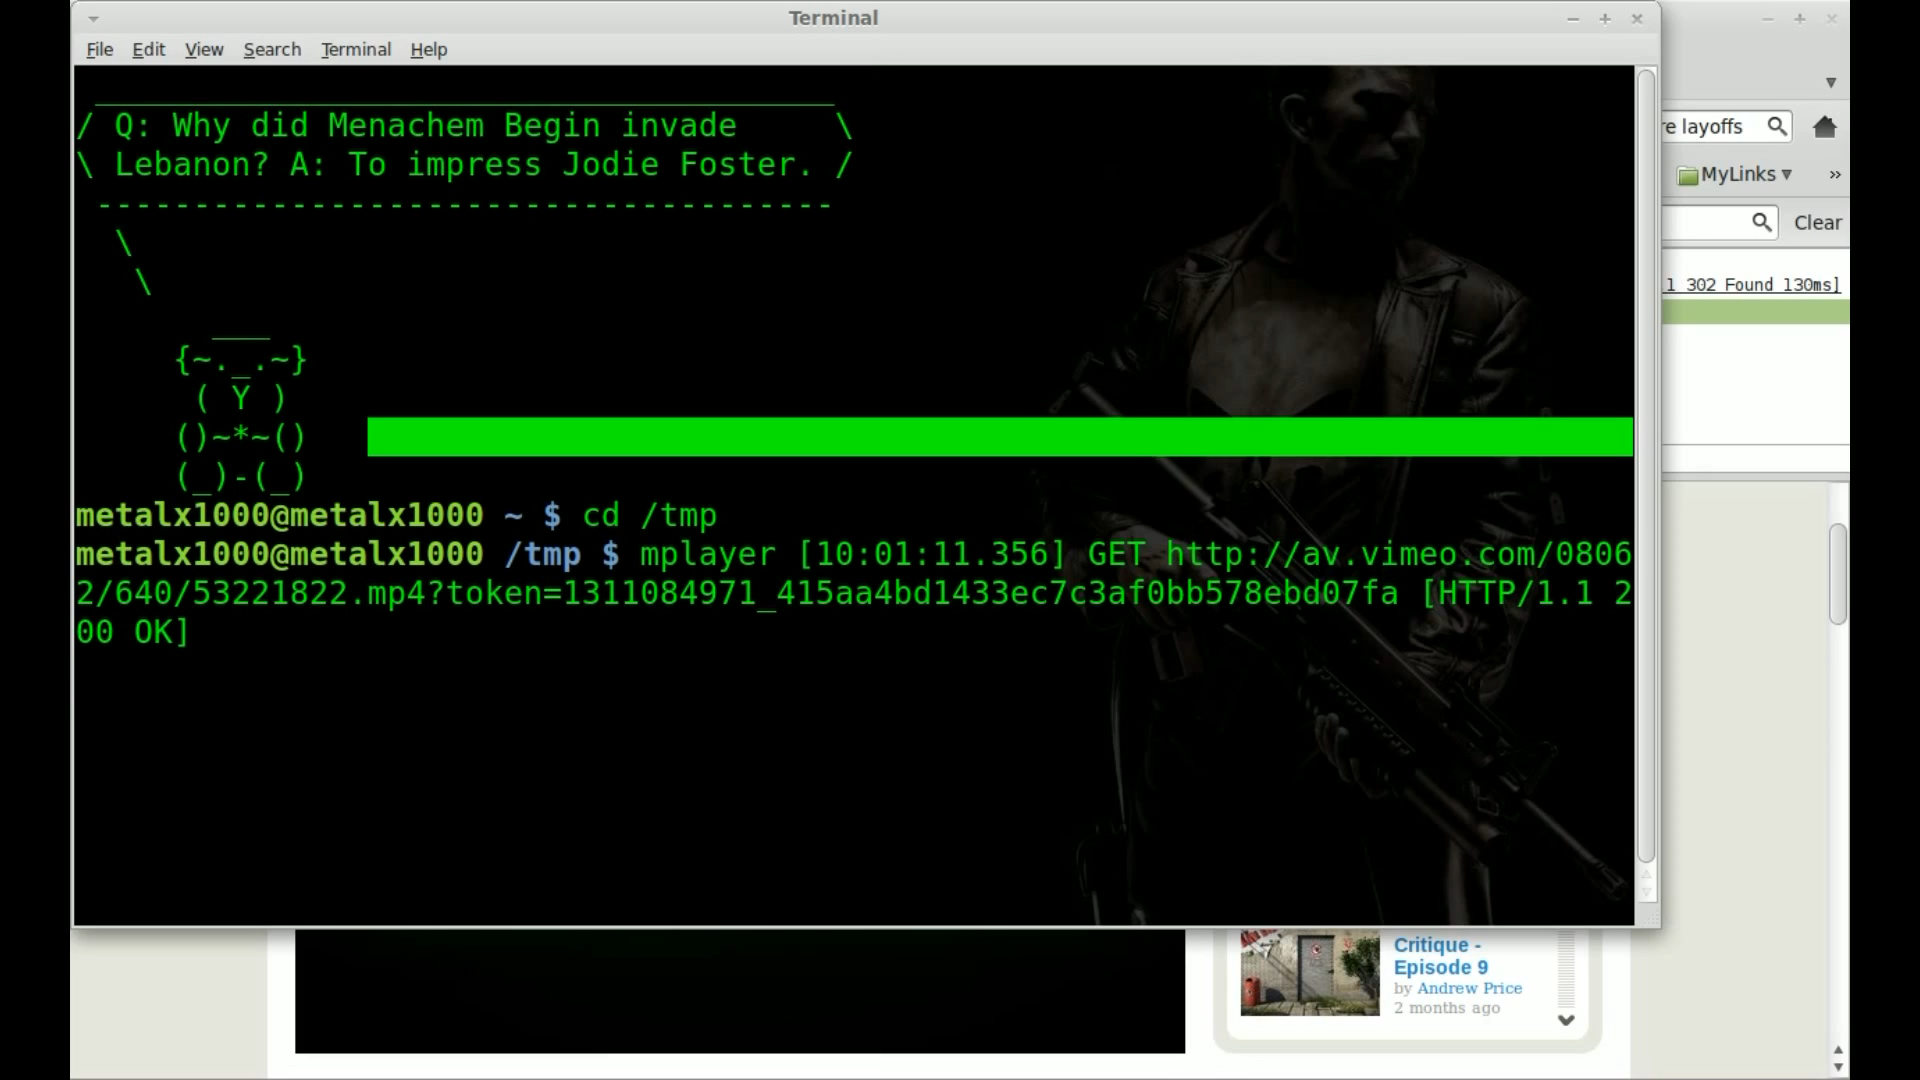 Terminal
File Edit View Search Terminal Help
/ Q: Why did Menachem Begin invade \
\ Lebanon? A: To impress Jodie Foster. /
--------------------------------------
\
\
____
{~._.~}
( Y )
()~*~()
(_)-(_)
metalx1000@metalx1000 ~ $ cd /tmp
metalx1000@metalx1000 /tmp $ mplayer [10:01:11.356] GET http://av.vimeo.com/0806
2/640/53221822.mp4?token=1311084971_415aa4bd1433ec7c3af0bb578ebd07fa [HTTP/1.1 2
00 OK]
re layoffs
MyLinks
»
Clear
1 302 Found 130ms]
Critique -
Episode 9
by Andrew Price
2 months ago